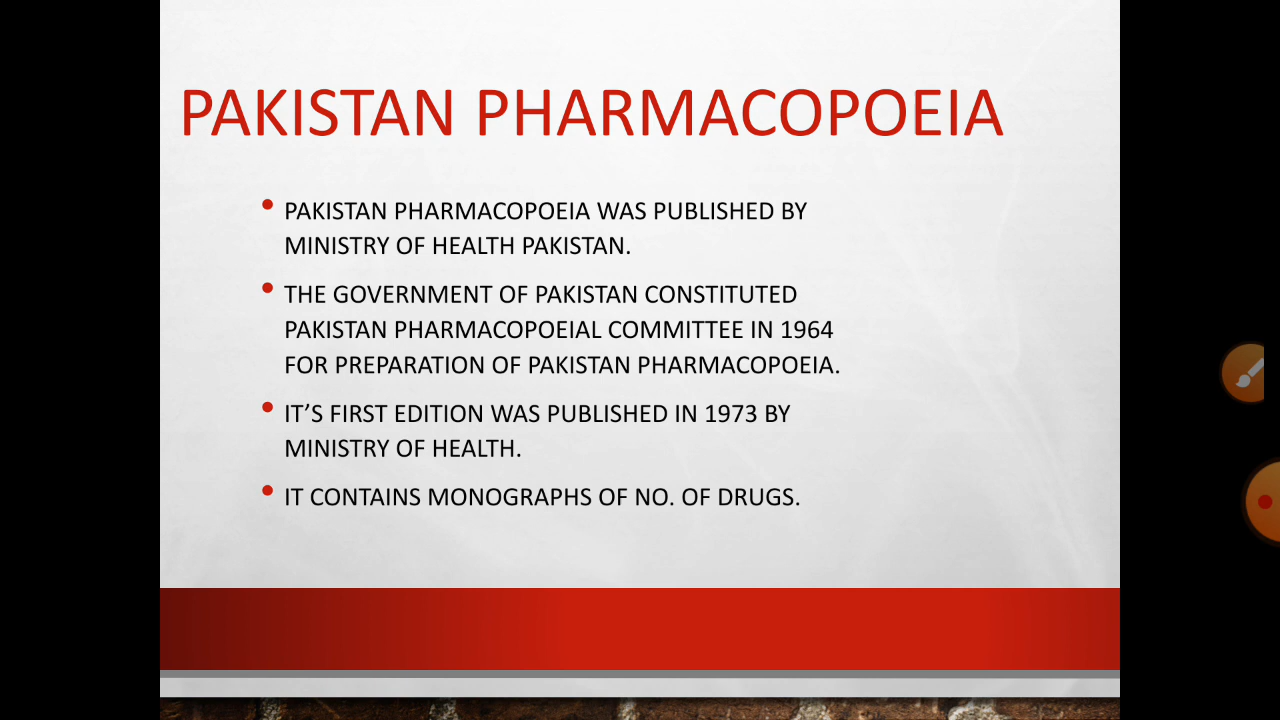 PAKISTAN PHARMACOPOEIA
• PAKISTAN PHARMACOPOEIA WAS PUBLISHED BY
MINISTRY OF HEALTH PAKISTAN.
• THE GOVERNMENT OF PAKISTAN CONSTITUTED
PAKISTAN PHARMACOPOEIAL COMMITTEE IN 1964
FOR PREPARATION OF PAKISTAN PHARMACOPOEIA.
• IT’S FIRST EDITION WAS PUBLISHED IN 1973 BY
MINISTRY OF HEALTH.
• IT CONTAINS MONOGRAPHS OF NO. OF DRUGS.